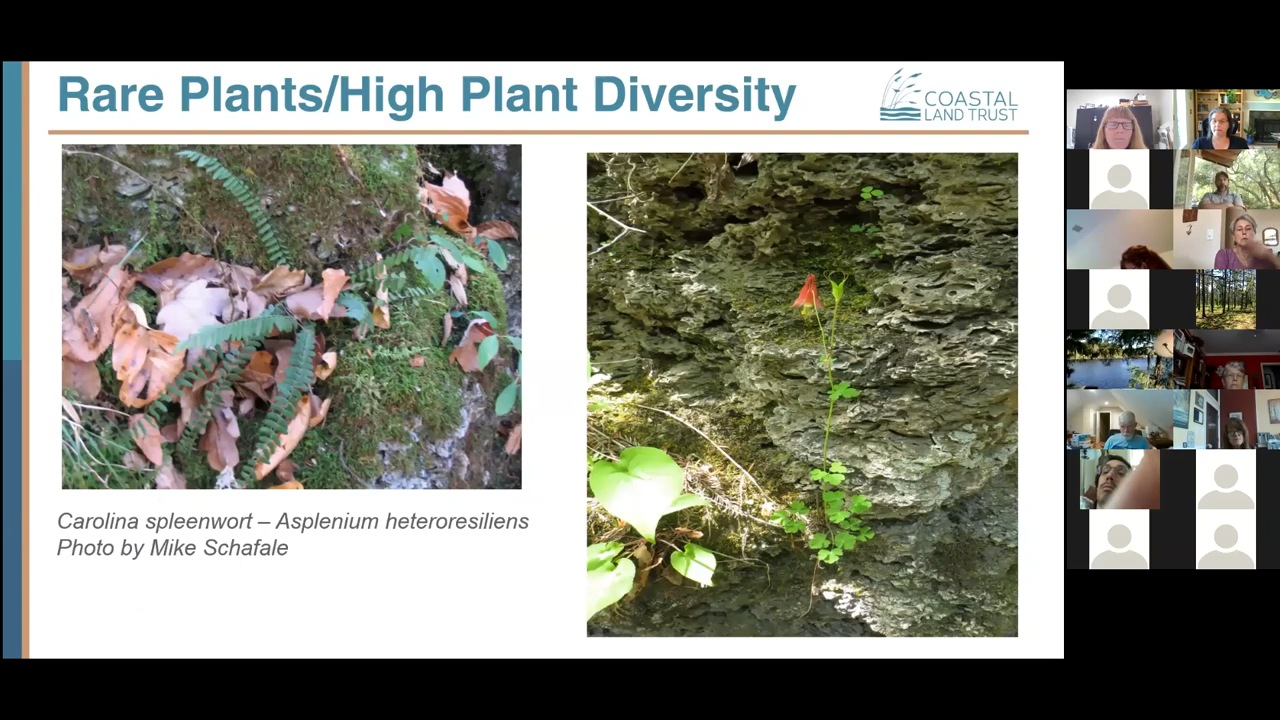 Rare Plants/High Plant Diversity
COASTAL
LAND TRUST
Carolina spleenwort – Asplenium heteroresiliens
Photo by Mike Schafale